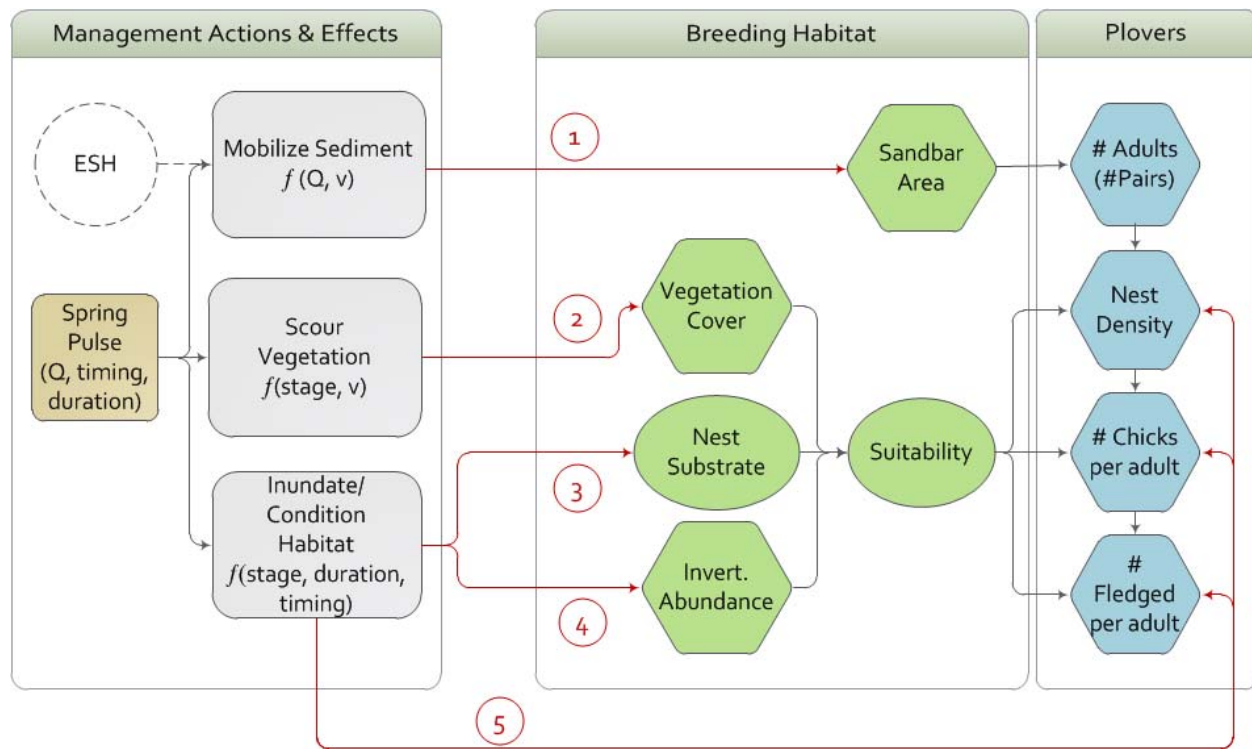 Management Actions & Effects
Breeding Habitat
Plovers
ESH
Mobilize Sediment
f (Q, v)
1
Sandbar
Area
# Adults
(#Pairs)
Spring
Pulse
(Q, timing,
duration)
Scour
Vegetation
f(stage, v)
2
Vegetation
Cover
Nest
Density
Inundate/
Condition
Habitat
f(stage, duration,
timing)
3
Nest
Substrate
Suitability
# Chicks
per adult
4
Invert.
Abundance
#
Fledged
per adult
5